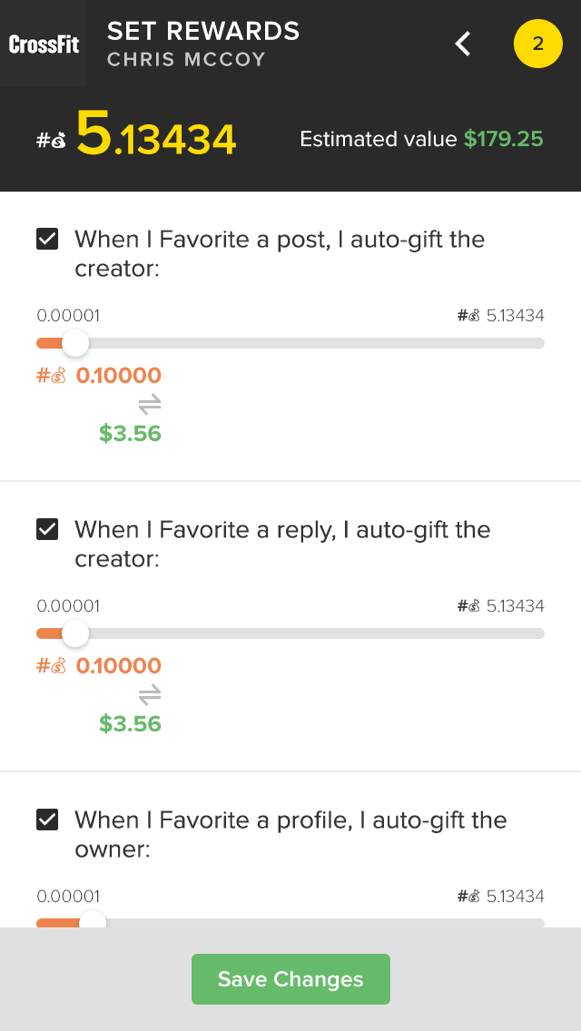 CrossFit
SET REWARDS
CHRIS MCCOY
2
#💰 5.13434
Estimated value $179.25
When I Favorite a post, I auto-gift the
creator:
0.00001
#💰 5.13434
#💰 0.10000
⇌
$3.56
When I Favorite a reply, I auto-gift the
creator:
0.00001
#💰 5.13434
#💰 0.10000
⇌
$3.56
When I Favorite a profile, I auto-gift the
owner:
0.00001
#💰 5.13434
Save Changes